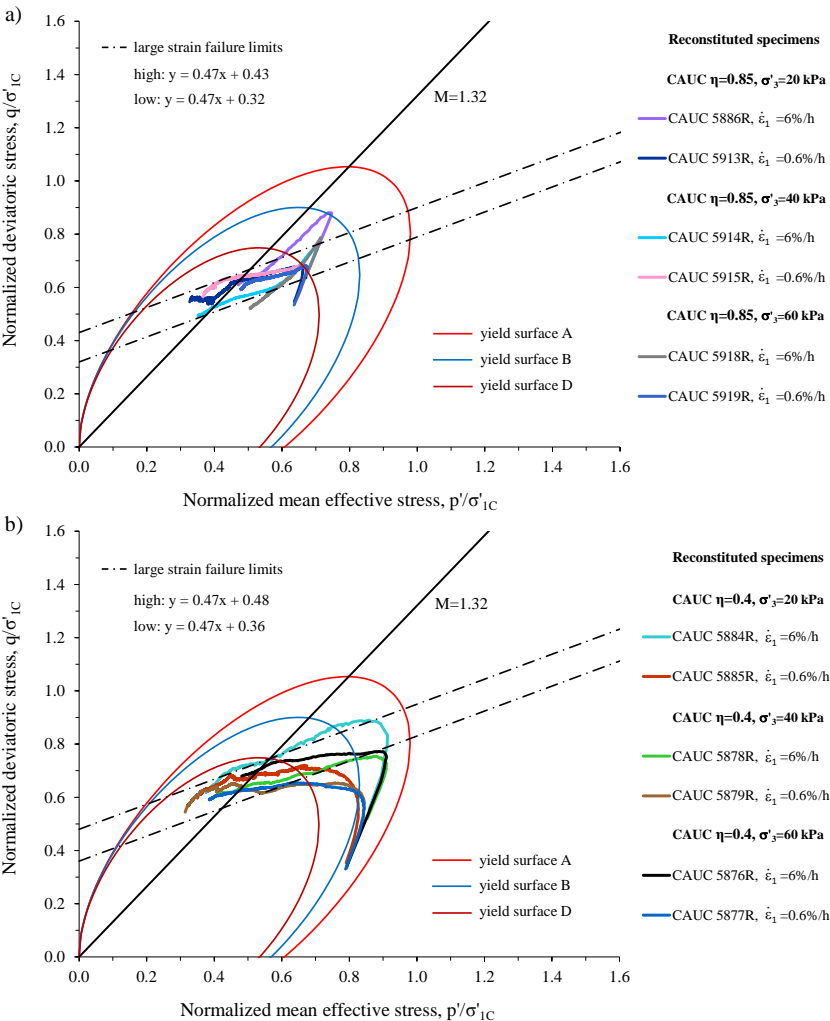 a)
1.6
1.4
1.2
1.0
0.8
0.6
0.4
0.2
0.0
Normalized deviatoric stress, q/σ'1C
large strain failure limits
high: y = 0.47x + 0.43
low: y = 0.47x + 0.32
M=1.32
yield surface A
yield surface B
yield surface D
0.0 0.2 0.4 0.6 0.8 1.0 1.2 1.4 1.6
Normalized mean effective stress, p'/σ'1C
Reconstituted specimens
CAUC η=0.85, σ'3=20 kPa
CAUC 5886R, ε̇1 =6%/h
CAUC 5913R, ε̇1 =0.6%/h
CAUC η=0.85, σ'3=40 kPa
CAUC 5914R, ε̇1 =6%/h
CAUC 5915R, ε̇1 =0.6%/h
CAUC η=0.85, σ'3=60 kPa
CAUC 5918R, ε̇1 =6%/h
CAUC 5919R, ε̇1 =0.6%/h
b)
1.6
1.4
1.2
1.0
0.8
0.6
0.4
0.2
0.0
Normalized deviatoric stress, q/σ'1C
large strain failure limits
high: y = 0.47x + 0.48
low: y = 0.47x + 0.36
M=1.32
yield surface A
yield surface B
yield surface D
0.0 0.2 0.4 0.6 0.8 1.0 1.2 1.4 1.6
Normalized mean effective stress, p'/σ'1C
Reconstituted specimens
CAUC η=0.4, σ'3=20 kPa
CAUC 5884R, ε̇1 =6%/h
CAUC 5885R, ε̇1 =0.6%/h
CAUC η=0.4, σ'3=40 kPa
CAUC 5878R, ε̇1 =6%/h
CAUC 5879R, ε̇1 =0.6%/h
CAUC η=0.4, σ'3=60 kPa
CAUC 5876R, ε̇1 =6%/h
CAUC 5877R, ε̇1 =0.6%/h